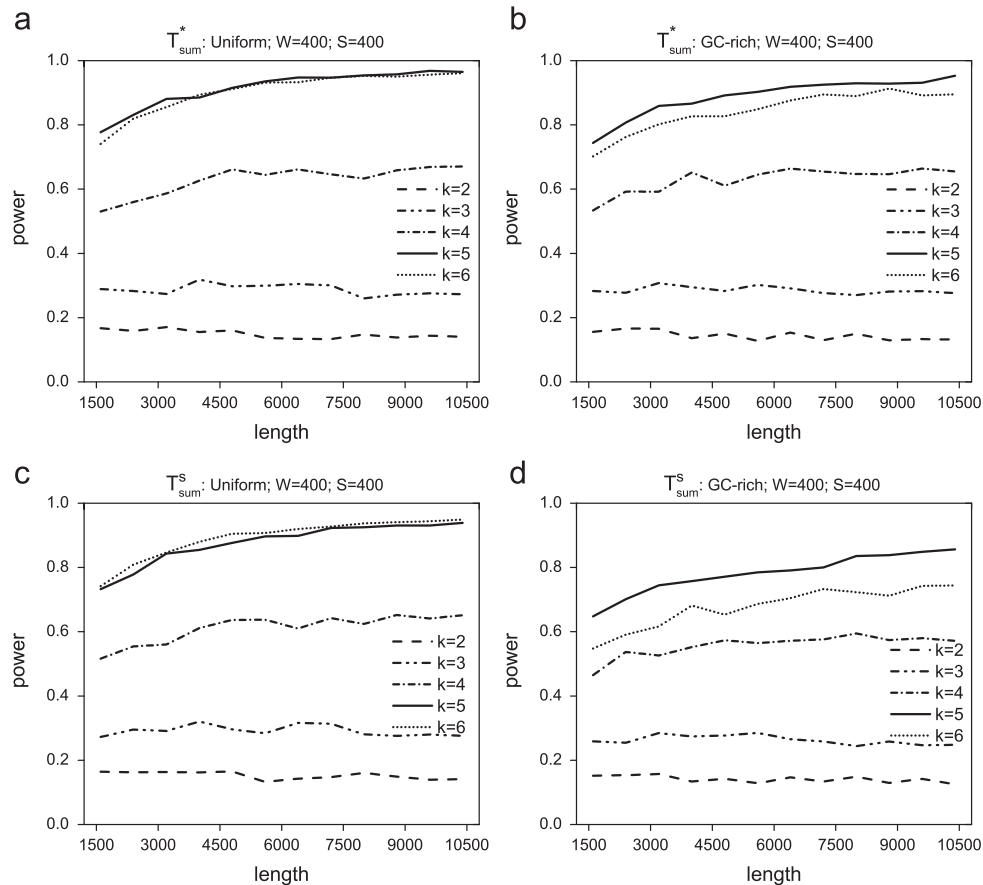 a
T*sum: Uniform; W=400; S=400
1.0
0.8
0.6
0.4
0.2
0.0
power
k=2
k=3
k=4
k=5
k=6
1500 3000 4500 6000 7500 9000 10500
length
b
T*sum: GC-rich; W=400; S=400
1.0
0.8
0.6
0.4
0.2
0.0
power
k=2
k=3
k=4
k=5
k=6
1500 3000 4500 6000 7500 9000 10500
length
c
Tssum: Uniform; W=400; S=400
1.0
0.8
0.6
0.4
0.2
0.0
power
k=2
k=3
k=4
k=5
k=6
1500 3000 4500 6000 7500 9000 10500
length
d
Tssum: GC-rich; W=400; S=400
1.0
0.8
0.6
0.4
0.2
0.0
power
k=2
k=3
k=4
k=5
k=6
1500 3000 4500 6000 7500 9000 10500
length